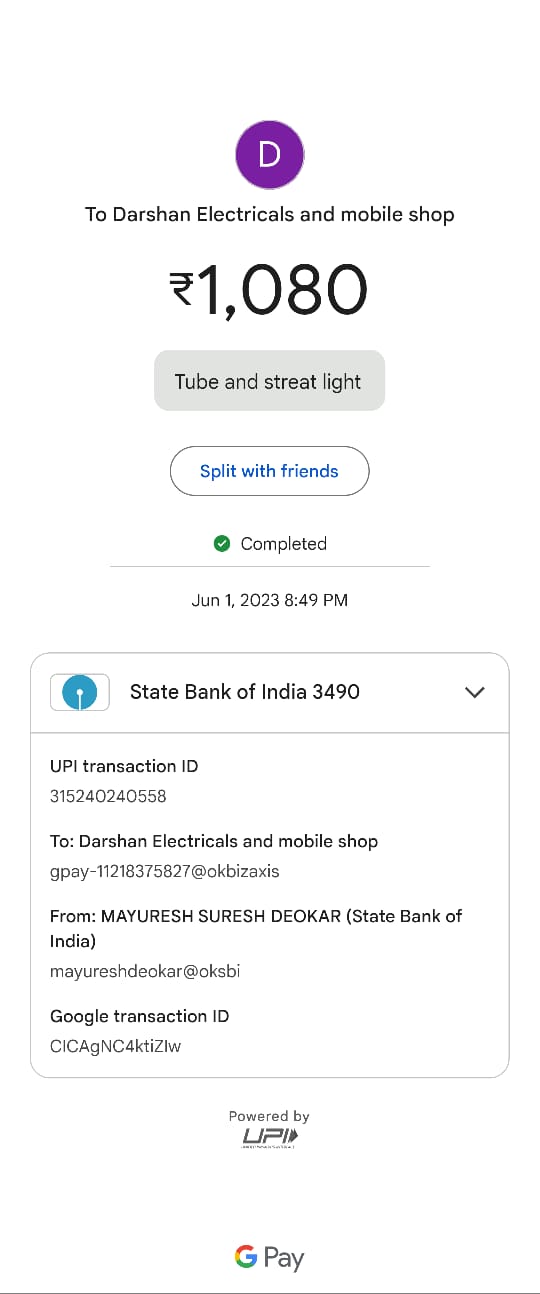 D
To Darshan Electricals and mobile shop
₹1,080
Tube and streat light
Split with friends
Completed
Jun 1, 2023 8:49 PM
State Bank of India 3490
UPI transaction ID
315240240558
To: Darshan Electricals and mobile shop
gpay-11218375827@okbizaxis
From: MAYURESH SURESH DEOKAR (State Bank of
India)
mayureshdeokar@oksbi
Google transaction ID
CICAgNC4ktiZIw
Powered by
UPI
G Pay